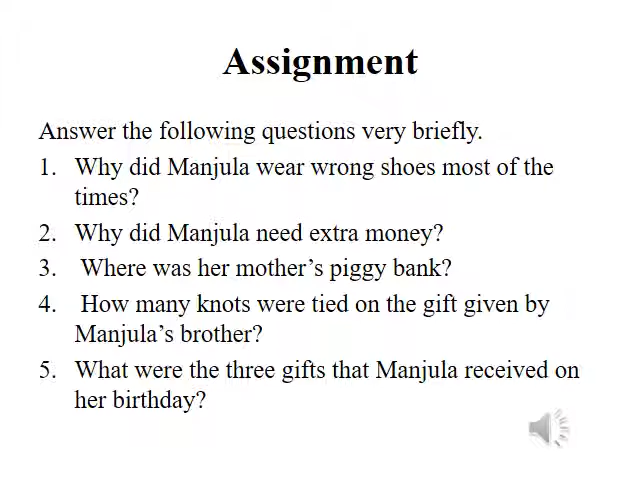 Assignment
Answer the following questions very briefly.
1. Why did Manjula wear wrong shoes most of the
times?
2. Why did Manjula need extra money?
3. Where was her mother’s piggy bank?
4. How many knots were tied on the gift given by
Manjula’s brother?
5. What were the three gifts that Manjula received on
her birthday?